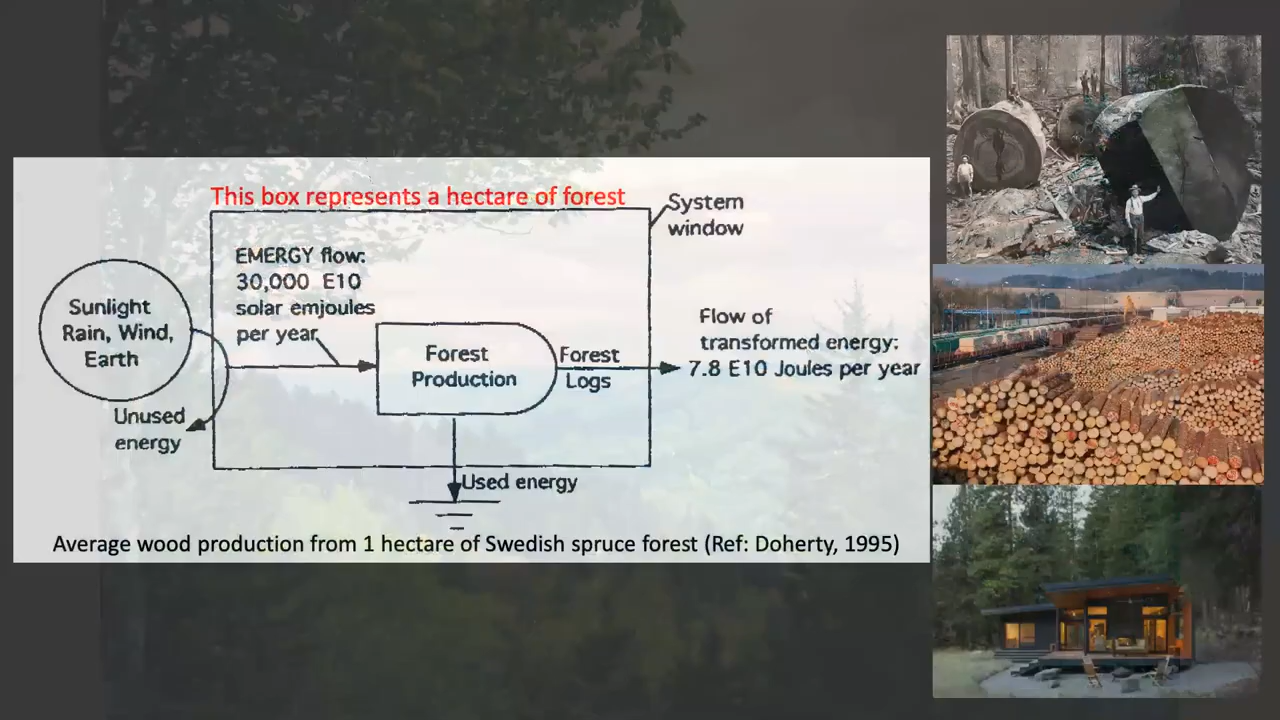 This box represents a hectare of forest
System
window
EMERGY flow:
30,000 E10
solar emjoules
per year
Sunlight
Rain, Wind,
Earth
Unused
energy
Forest
Production
Forest
Logs
Flow of
transformed energy:
7.8 E10 Joules per year
Used energy
Average wood production from 1 hectare of Swedish spruce forest (Ref: Doherty, 1995)